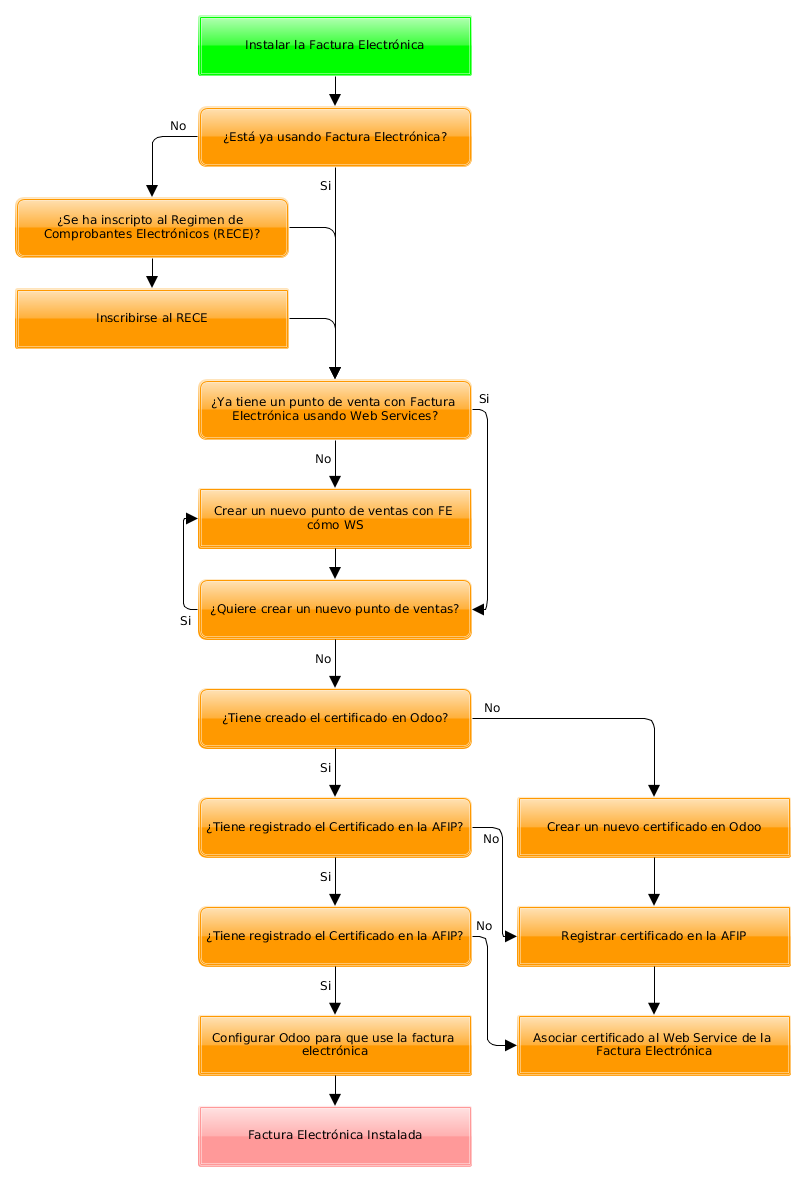 Instalar la Factura Electrónica
¿Está ya usando Factura Electrónica?
No
Si
¿Se ha inscripto al Regimen de
Comprobantes Electrónicos (RECE)?
Inscribirse al RECE
¿Ya tiene un punto de venta con Factura
Electrónica usando Web Services?
Si
No
Crear un nuevo punto de ventas con FE
cómo WS
¿Quiere crear un nuevo punto de ventas?
Si
No
¿Tiene creado el certificado en Odoo?
No
Si
¿Tiene registrado el Certificado en la AFIP?
No
Crear un nuevo certificado en Odoo
Si
¿Tiene registrado el Certificado en la AFIP?
No
Registrar certificado en la AFIP
Si
Configurar Odoo para que use la factura
electrónica
Asociar certificado al Web Service de la
Factura Electrónica
Factura Electrónica Instalada